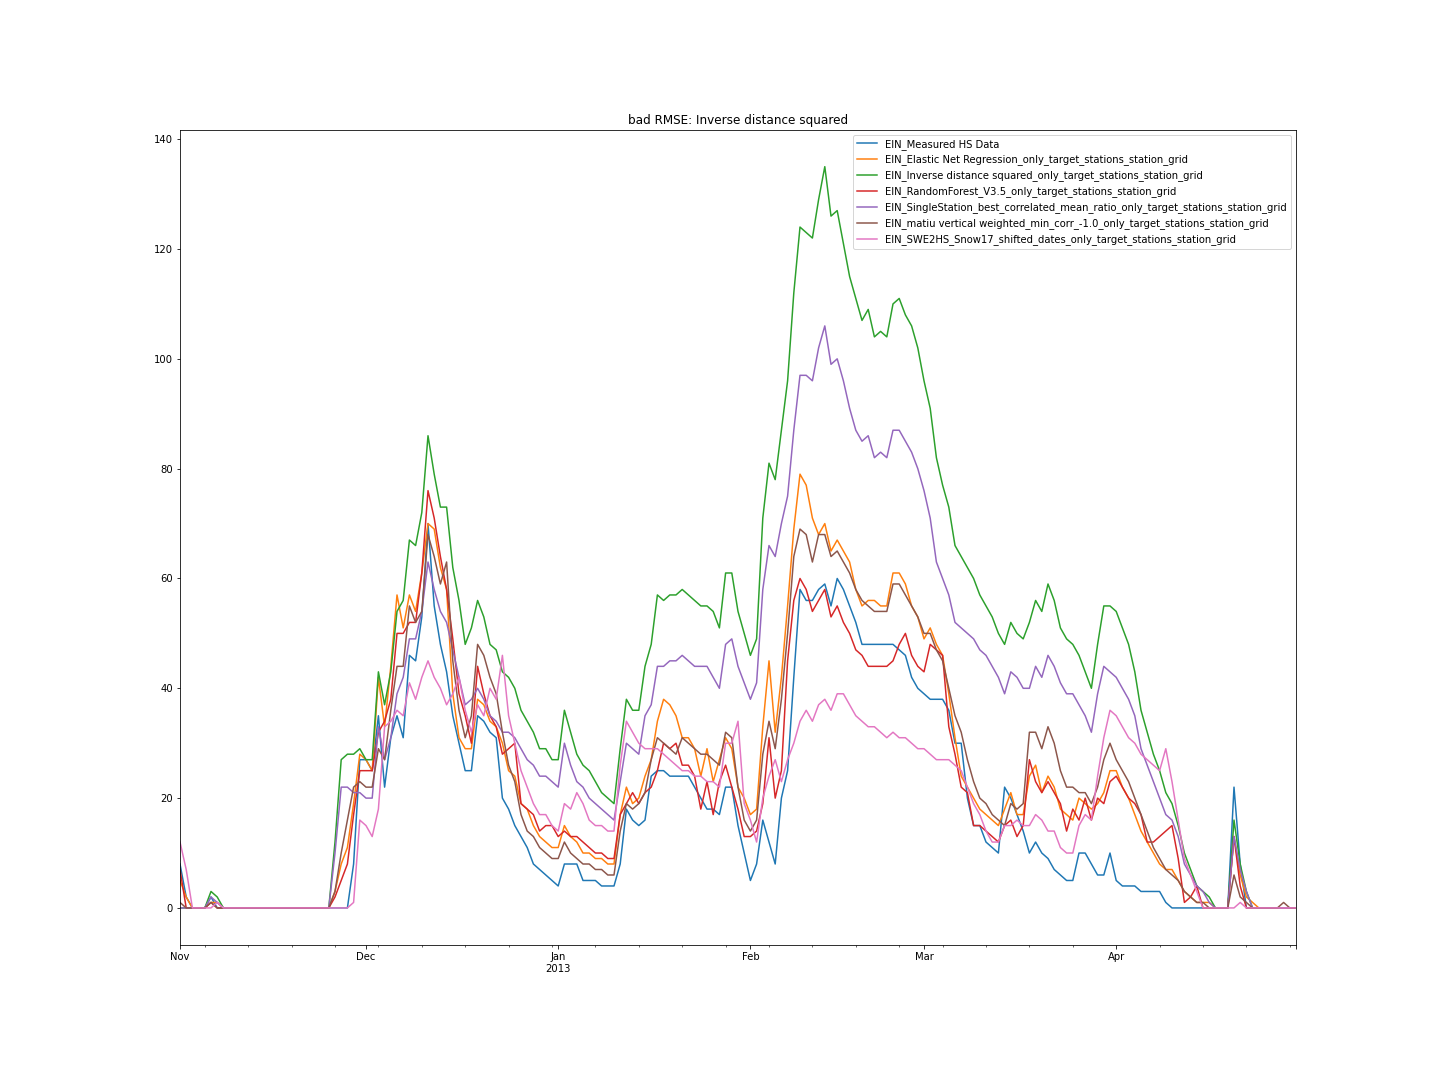 bad RMSE: Inverse distance squared
140
120
100
80
60
40
20
0
EIN_Measured HS Data
EIN_Elastic Net Regression_only_target_stations_station_grid
EIN_Inverse distance squared_only_target_stations_station_grid
EIN_RandomForest_V3.5_only_target_stations_station_grid
EIN_SingleStation_best_correlated_mean_ratio_only_target_stations_station_grid
EIN_matiu vertical weighted_min_corr_-1.0_only_target_stations_station_grid
EIN_SWE2HS_Snow17_shifted_dates_only_target_stations_station_grid
Nov Dec Jan Feb Mar Apr
2013